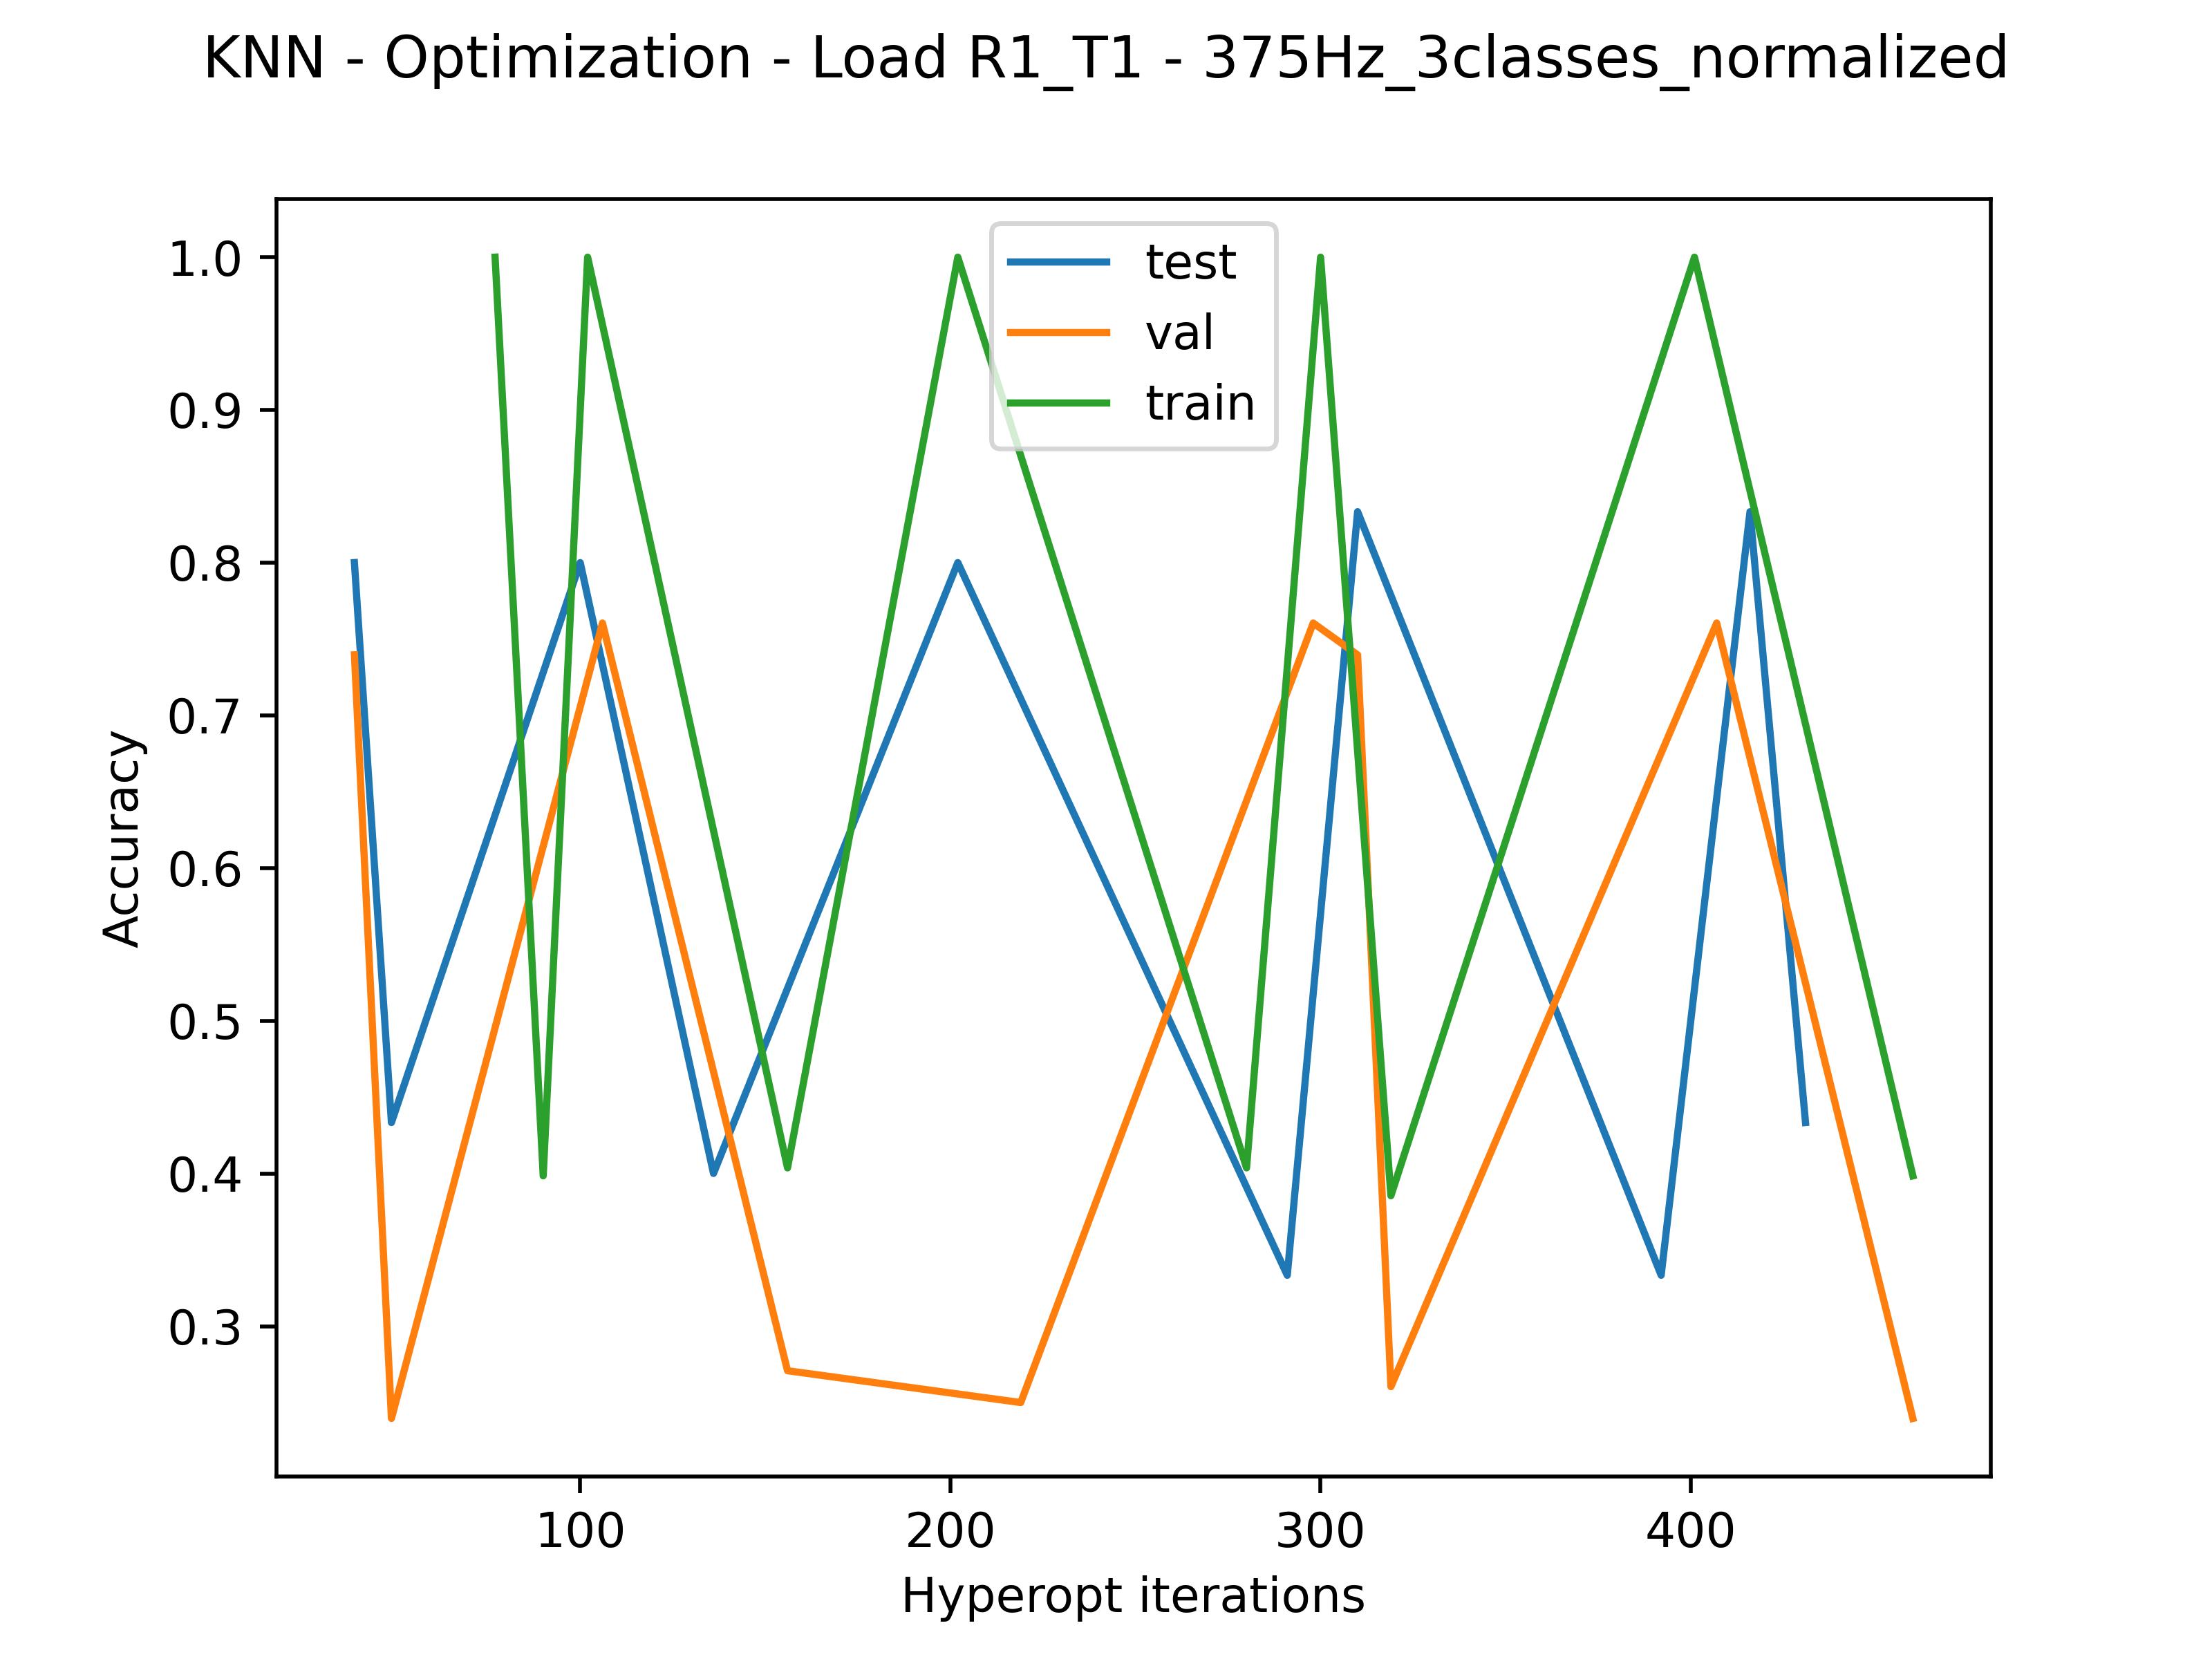 KNN - Optimization - Load R1_T1 - 375Hz_3classes_normalized
test
val
train
1.0
0.9
0.8
0.7
0.6
0.5
0.4
0.3
Accuracy
100 200 300 400
Hyperopt iterations